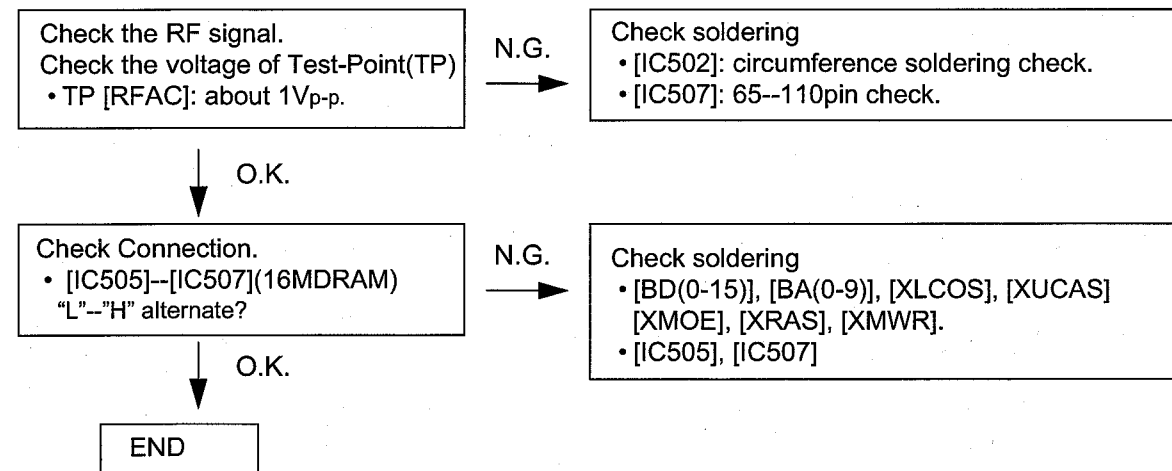 Check the RF signal.
Check the voltage of Test-Point(TP)
• TP [RFAC]: about 1Vp-p.
N.G.
Check soldering
• [IC502]: circumference soldering check.
• [IC507]: 65--110pin check.
O.K.
Check Connection.
• [IC505]--[IC507](16MDRAM)
“L”--”H” alternate?
N.G.
Check soldering
• [BD(0-15)], [BA(0-9)], [XLCOS], [XUCAS]
[XMOE], [XRAS], [XMWR].
• [IC505], [IC507]
O.K.
END